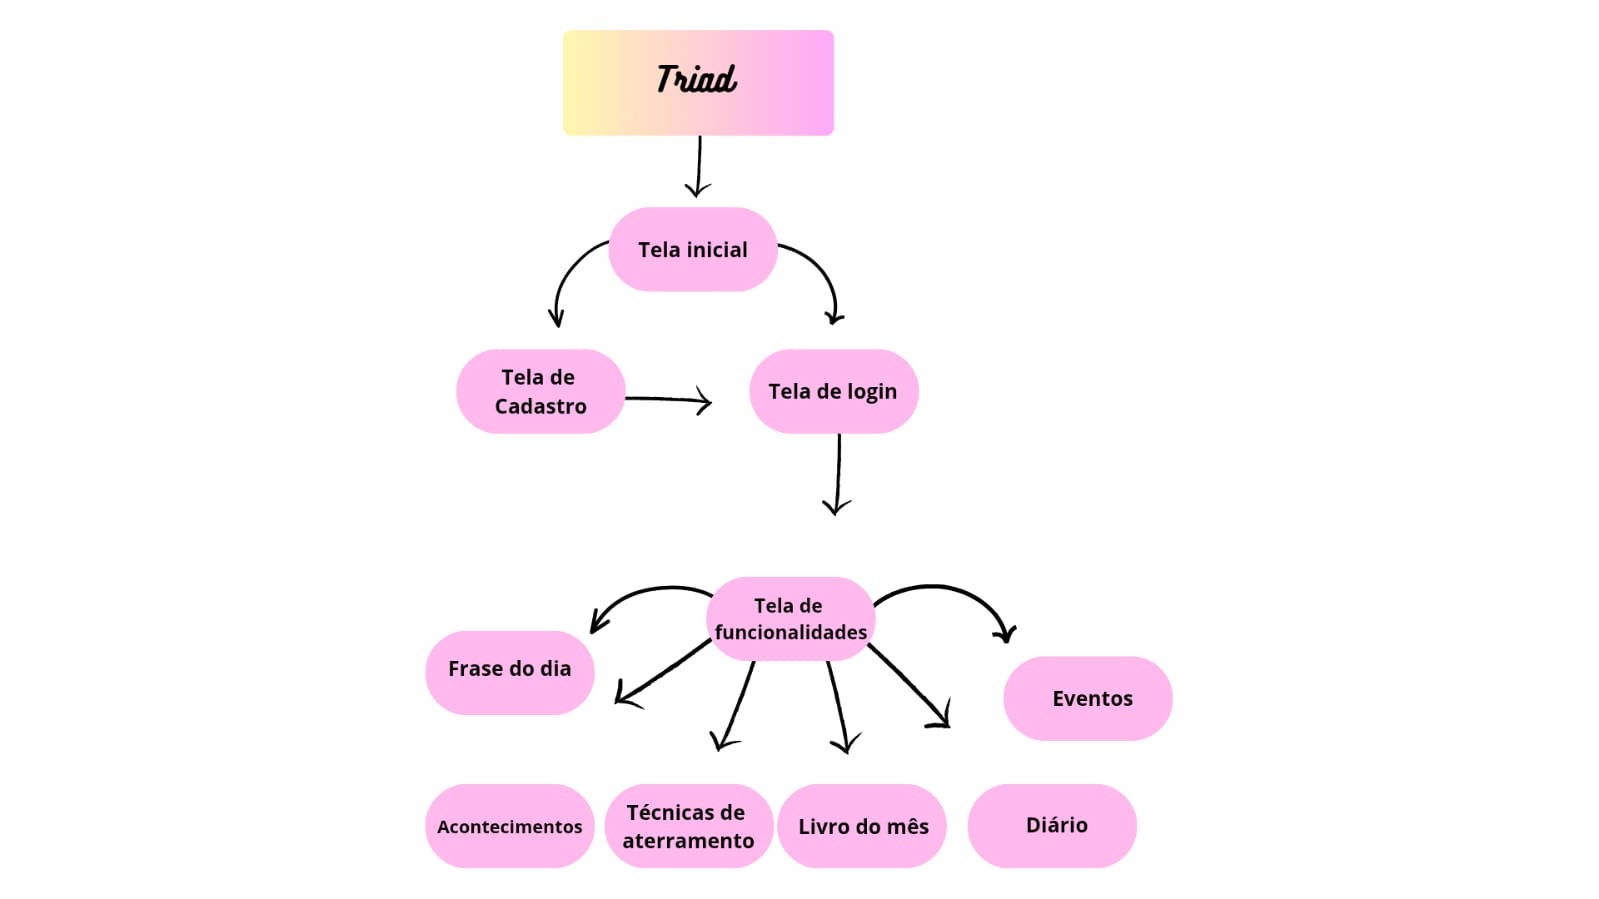 Triad
Tela inicial
Tela de
Cadastro
Tela de login
Tela de
funcionalidades
Frase do dia
Eventos
Acontecimentos
Técnicas de
aterramento
Livro do mês
Diário